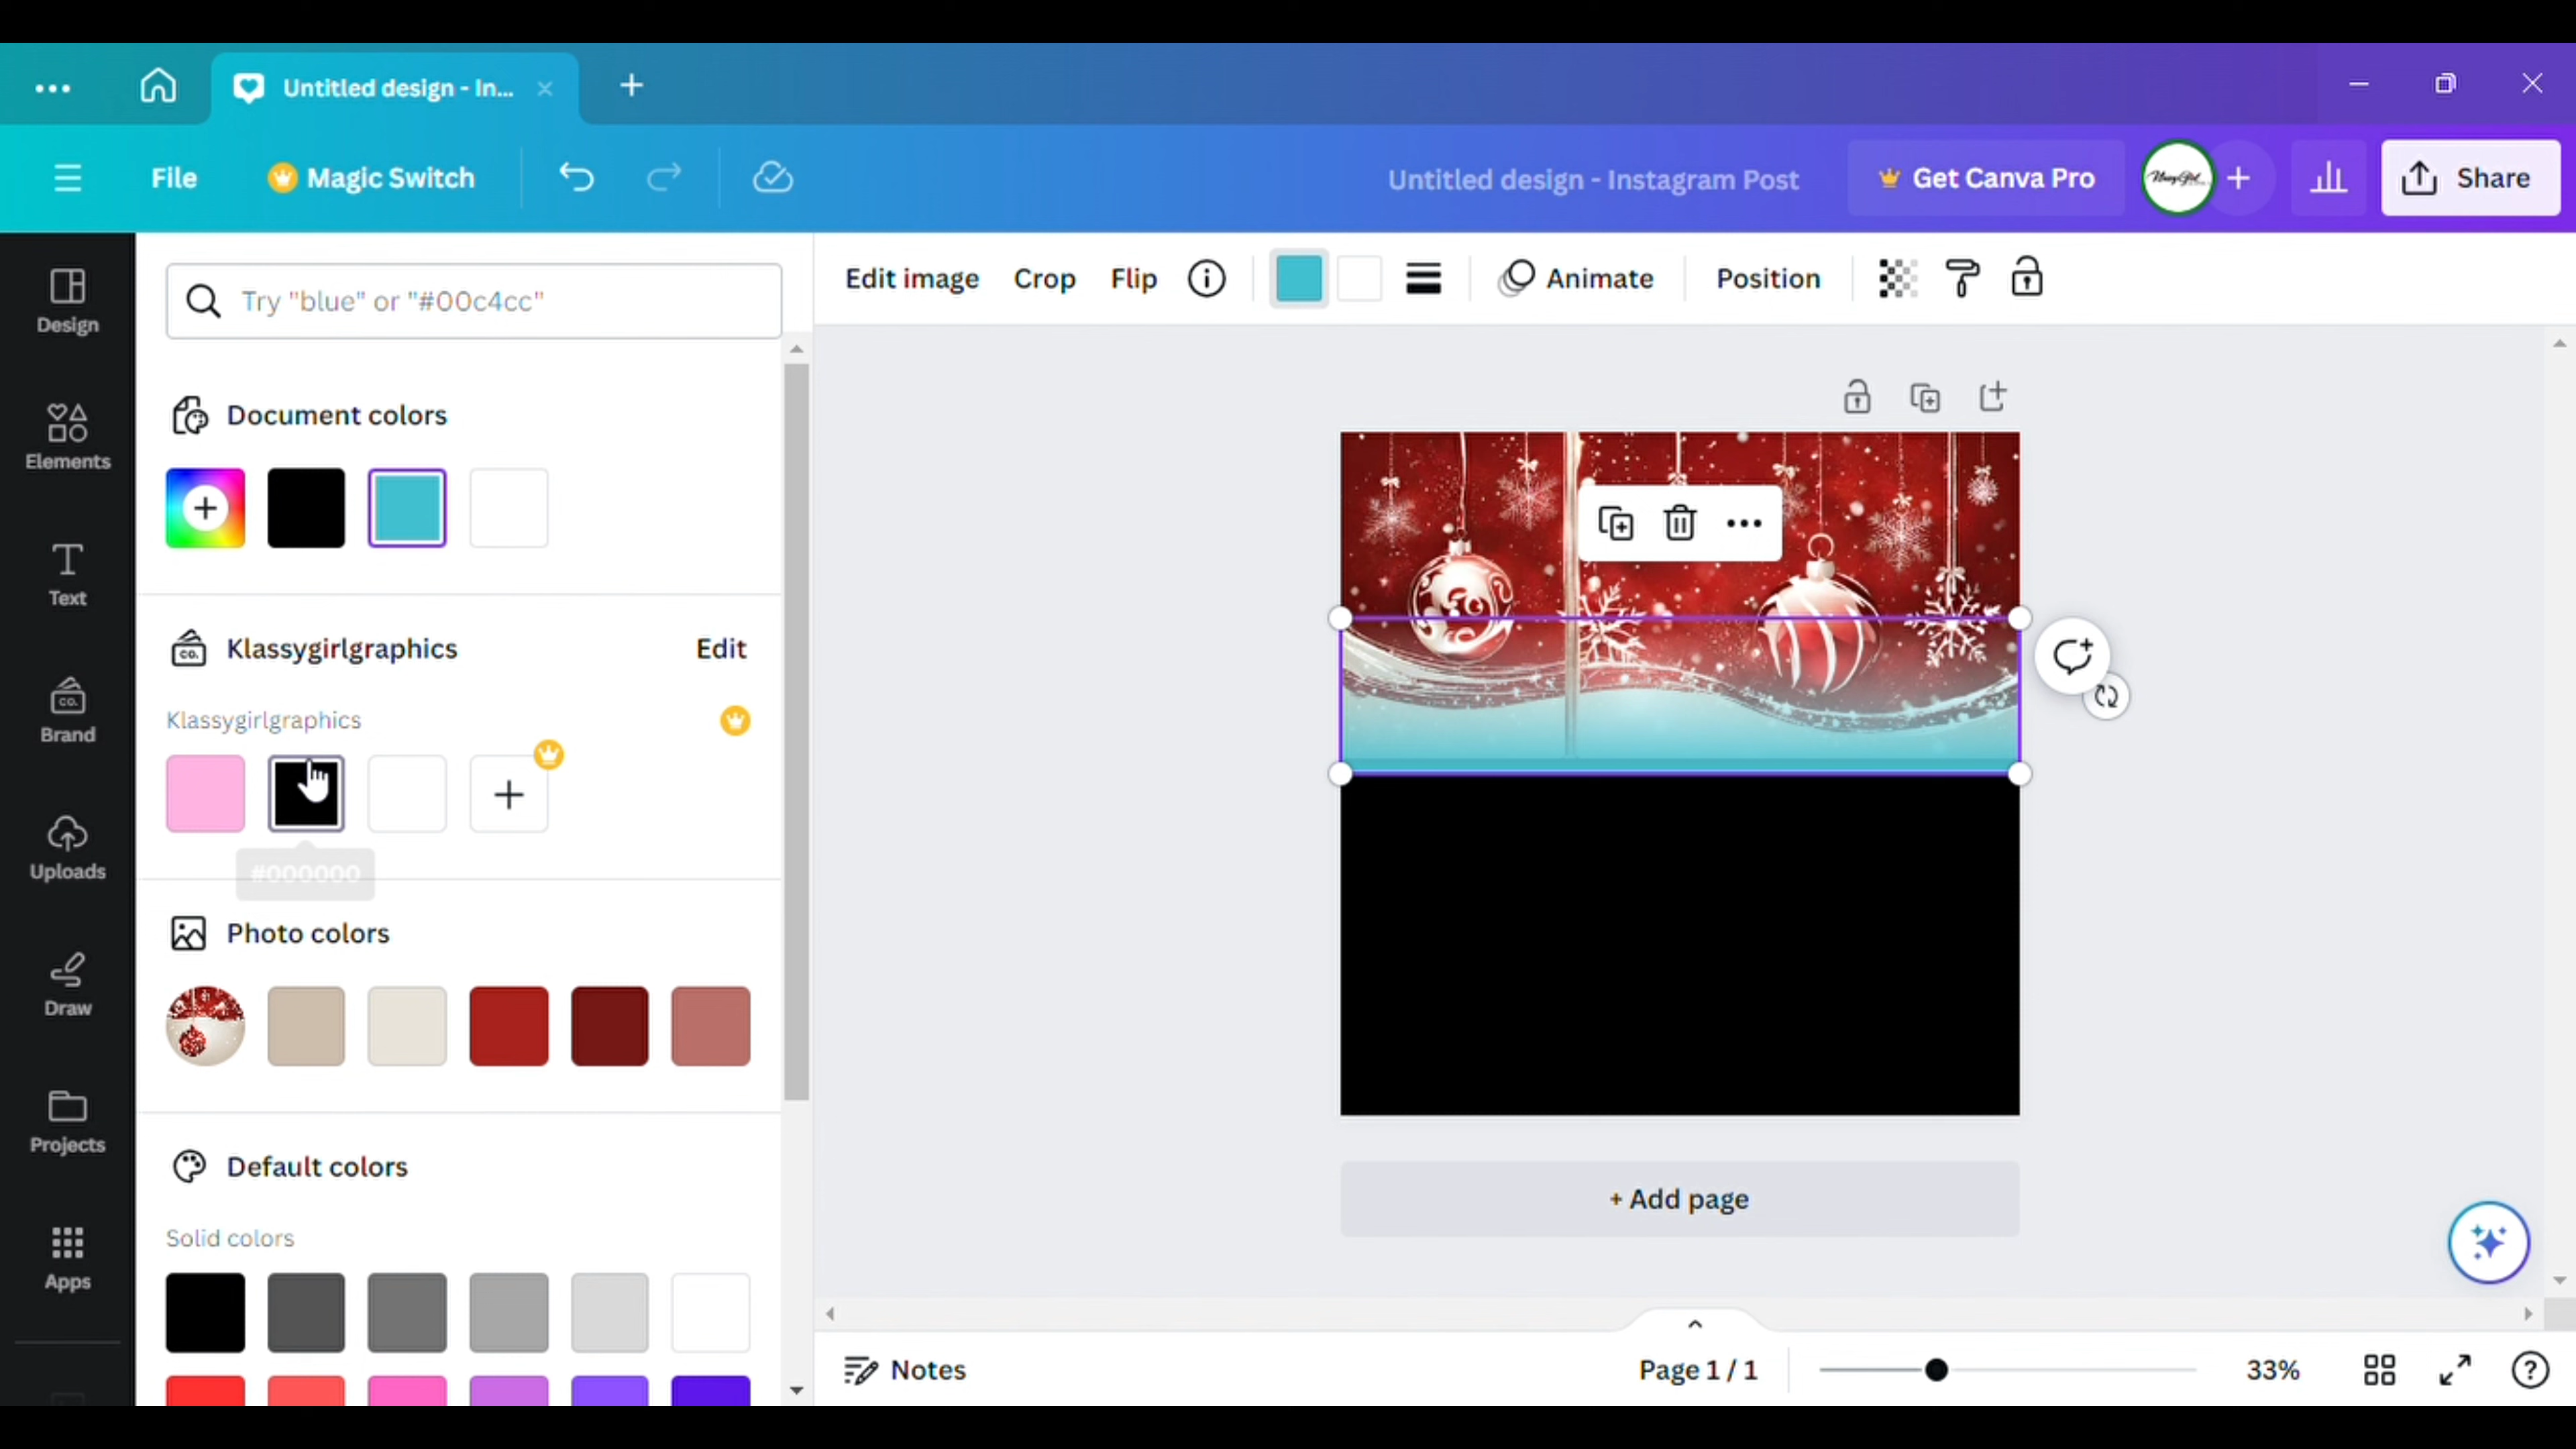 Untitled design - In...
File
Magic Switch
Untitled design - Instagram Post
Get Canva Pro
Share
Design
Elements
Text
Brand
Uploads
Draw
Projects
Apps
Try "blue" or "#00c4cc"
Document colors
Klassygirlgraphics
Edit
Klassygirlgraphics
#000000
Photo colors
Default colors
Solid colors
Edit image
Crop
Flip
Animate
Position
+ Add page
Notes
Page 1 / 1
33%